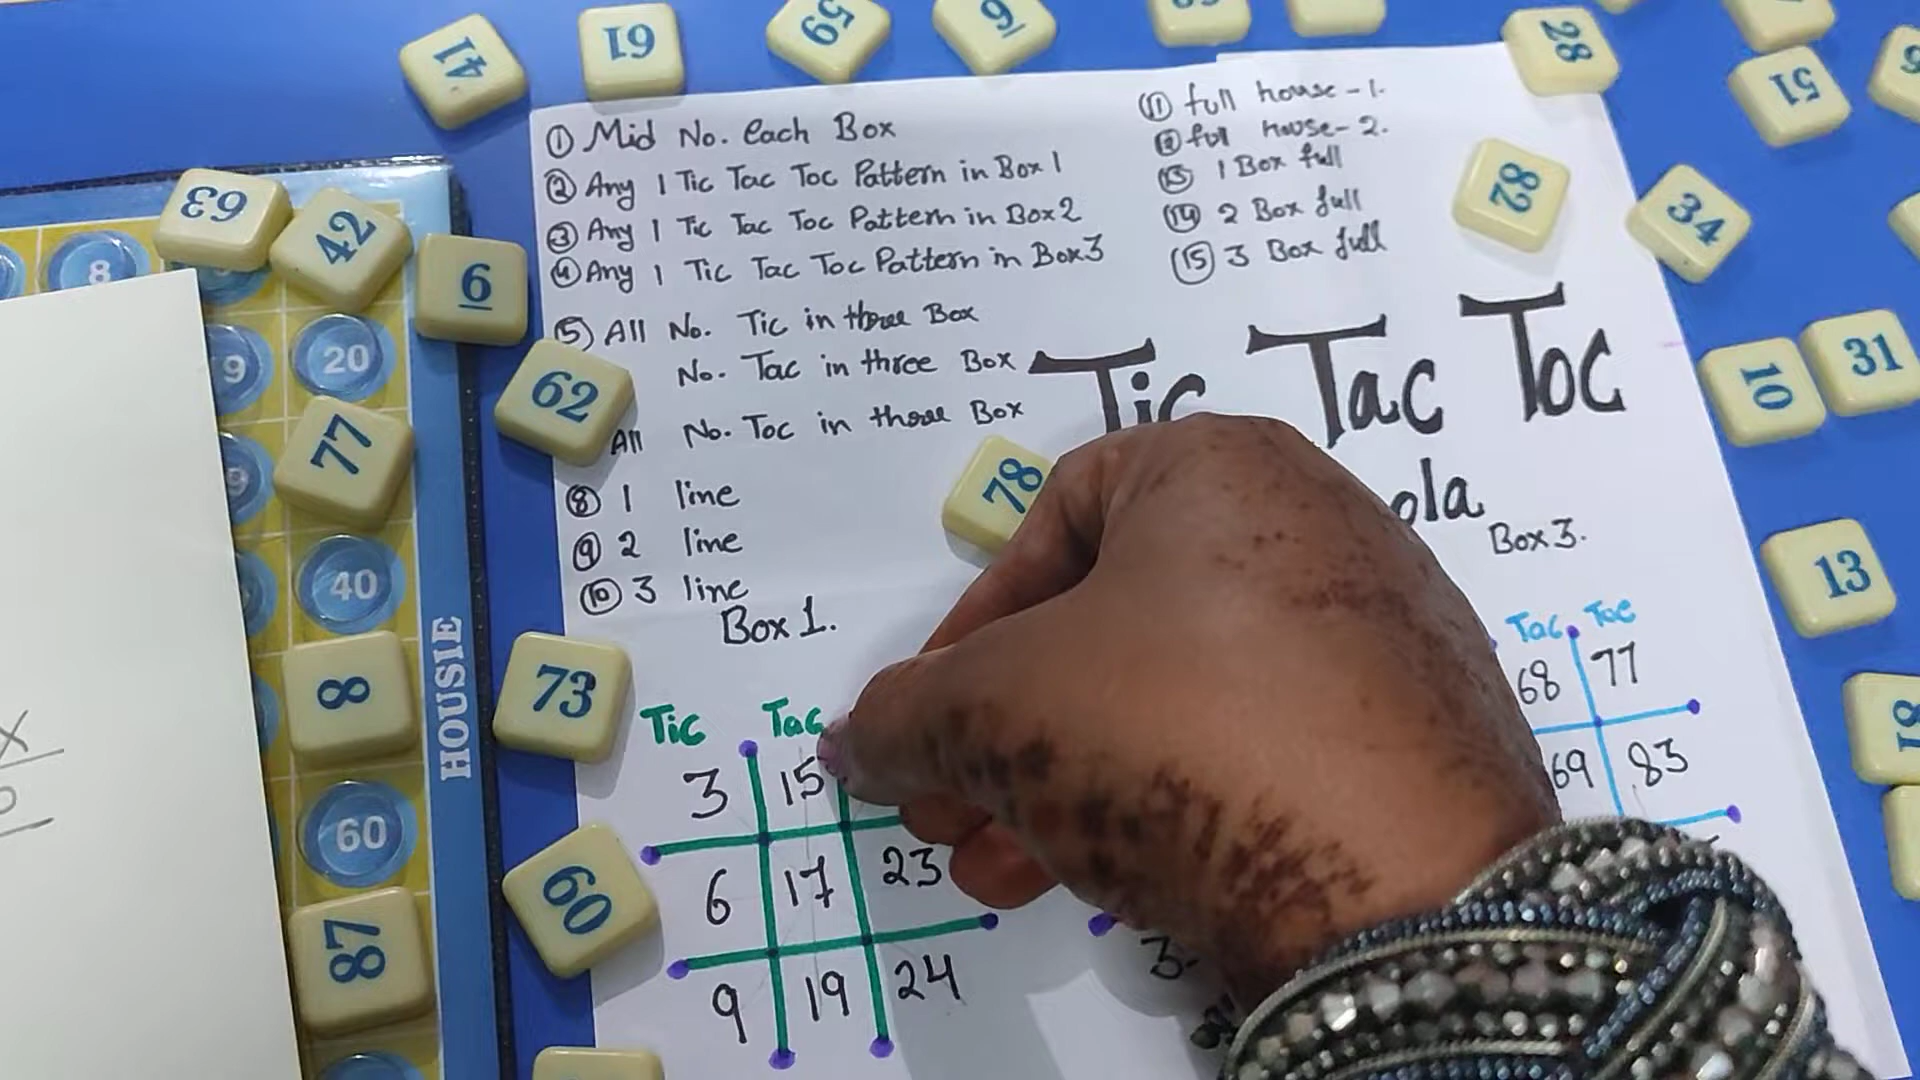 ① Mid No. Each Box
② Any 1 Tic Tac Toc Pattern in Box 1
③ Any 1 Tic Tac Toc Pattern in Box 2
④ Any 1 Tic Tac Toc Pattern in Box 3
⑤ All No. Tic in three Box
No. Tac in three Box
All No. Toc in three Box
⑧ 1 line
⑨ 2 line
⑩ 3 line
⑪ full house - 1.
⑫ full house - 2.
⑬ 1 Box full
⑭ 2 Box full
⑮ 3 Box full
Tic Tac Toc
Box 1.
Tic Tac
3 15
6 17 23
9 19 24
Box 3.
Tac Toc
68 77
69 83
HOUSIE
41
61
59
6
28
51
82
34
63
42
6
8
20
62
77
78
10
31
40
13
8
73
60
60
87
81